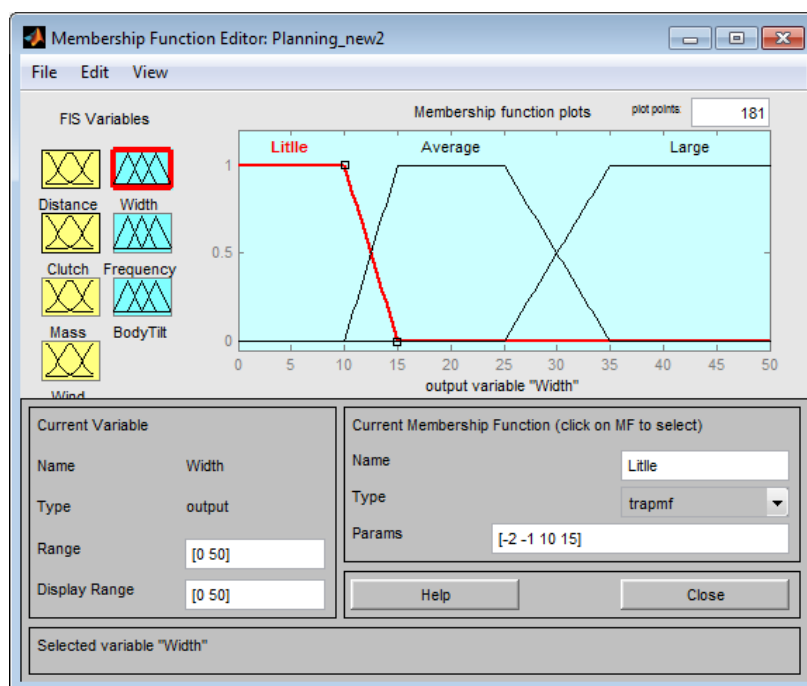 Membership Function Editor: Planning_new2
File Edit View
FIS Variables
Membership function plots
plot points: 181
Distance Width
Clutch Frequency
Mass BodyTilt
Wind
Litlle Average Large
1
0.5
0
0 5 10 15 20 25 30 35 40 45 50
output variable "Width"
Current Variable
Name Width
Type output
Range [0 50]
Display Range [0 50]
Current Membership Function (click on MF to select)
Name Litlle
Type trapmf
Params [-2 -1 10 15]
Help Close
Selected variable "Width"